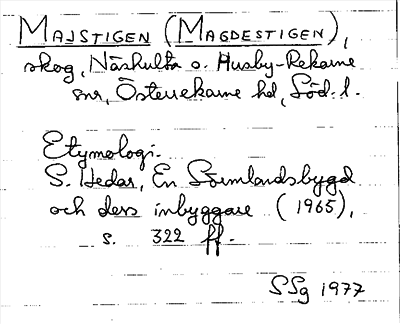 MAJSTIGEN (MAGDESTIGEN),
skog, Näshulta o. Husby-Rekarne
snr, Österrekarne hd, Söd. l.
Etymologi.
S. Hedar, En Sörmlandsbygd
och dess inbyggare (1965),
s. 322 ff.
SSg 1977